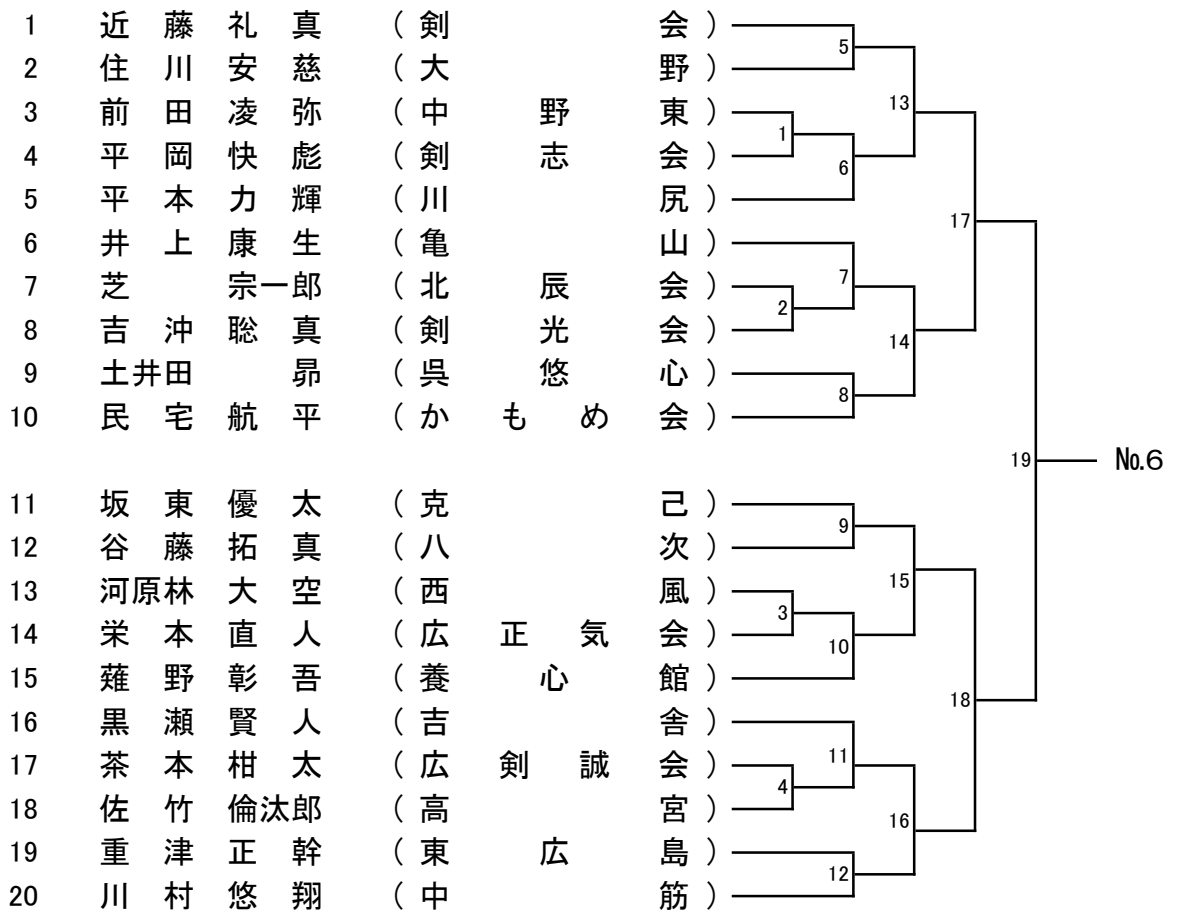 1 近藤礼真 (剣会) 5
2 住川安慈 (大野)
3 前田凌弥 (中野東) 13
1
4 平岡快彪 (剣志会) 6
5 平本力輝 (川尻)
17
6 井上康生 (亀山)
7 芝宗一郎 (北辰会) 7
2
8 吉沖聡真 (剣光会) 14
9 土井田昴 (呉悠心) 8
10 民宅航平 (かもめ会)
19 №6
11 坂東優太 (克己) 9
12 谷藤拓真 (八次)
13 河原林大空 (西風) 15
3
14 栄本直人 (広正気会) 10
15 薙野彰吾 (養心館)
18
16 黒瀬賢人 (吉舎)
17 茶本柑太 (広剣誠会) 11
4
18 佐竹倫汰郎 (高宮) 16
19 重津正幹 (東広島) 12
20 川村悠翔 (中筋)